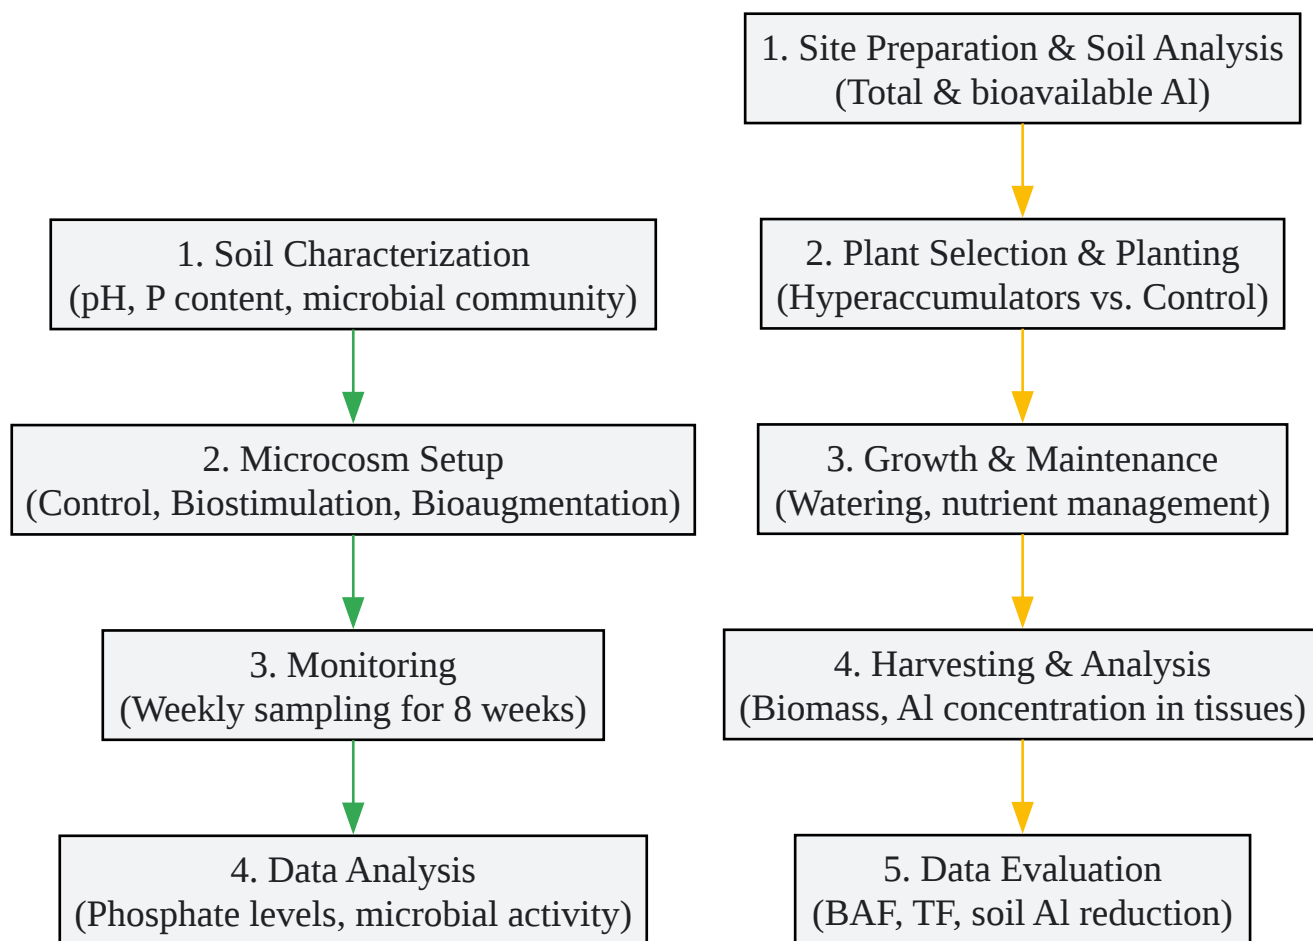 1. Soil Characterization
(pH, P content, microbial community)
2. Microcosm Setup
(Control, Biostimulation, Bioaugmentation)
3. Monitoring
(Weekly sampling for 8 weeks)
4. Data Analysis
(Phosphate levels, microbial activity)
1. Site Preparation & Soil Analysis
(Total & bioavailable Al)
2. Plant Selection & Planting
(Hyperaccumulators vs. Control)
3. Growth & Maintenance
(Watering, nutrient management)
4. Harvesting & Analysis
(Biomass, Al concentration in tissues)
5. Data Evaluation
(BAF, TF, soil Al reduction)